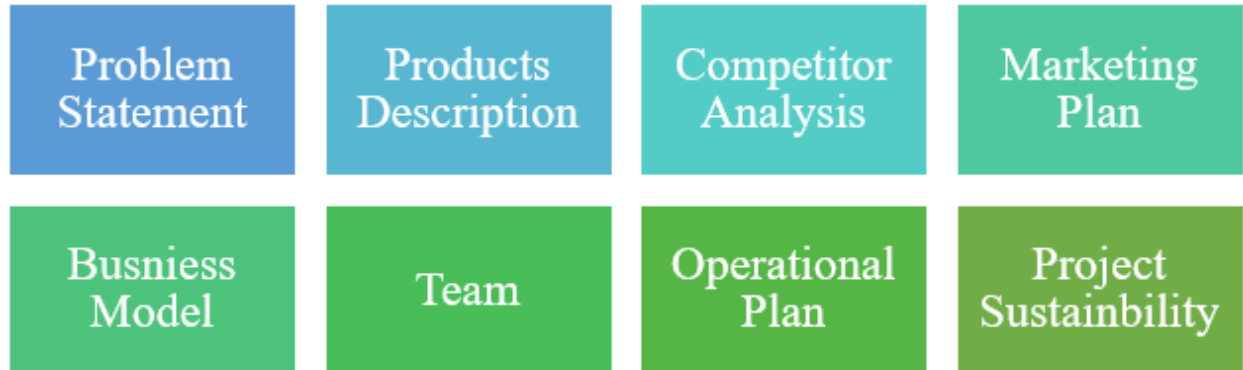 Problem
Statement
Products
Description
Competitor
Analysis
Marketing
Plan
Busniess
Model
Team
Operational
Plan
Project
Sustainbility